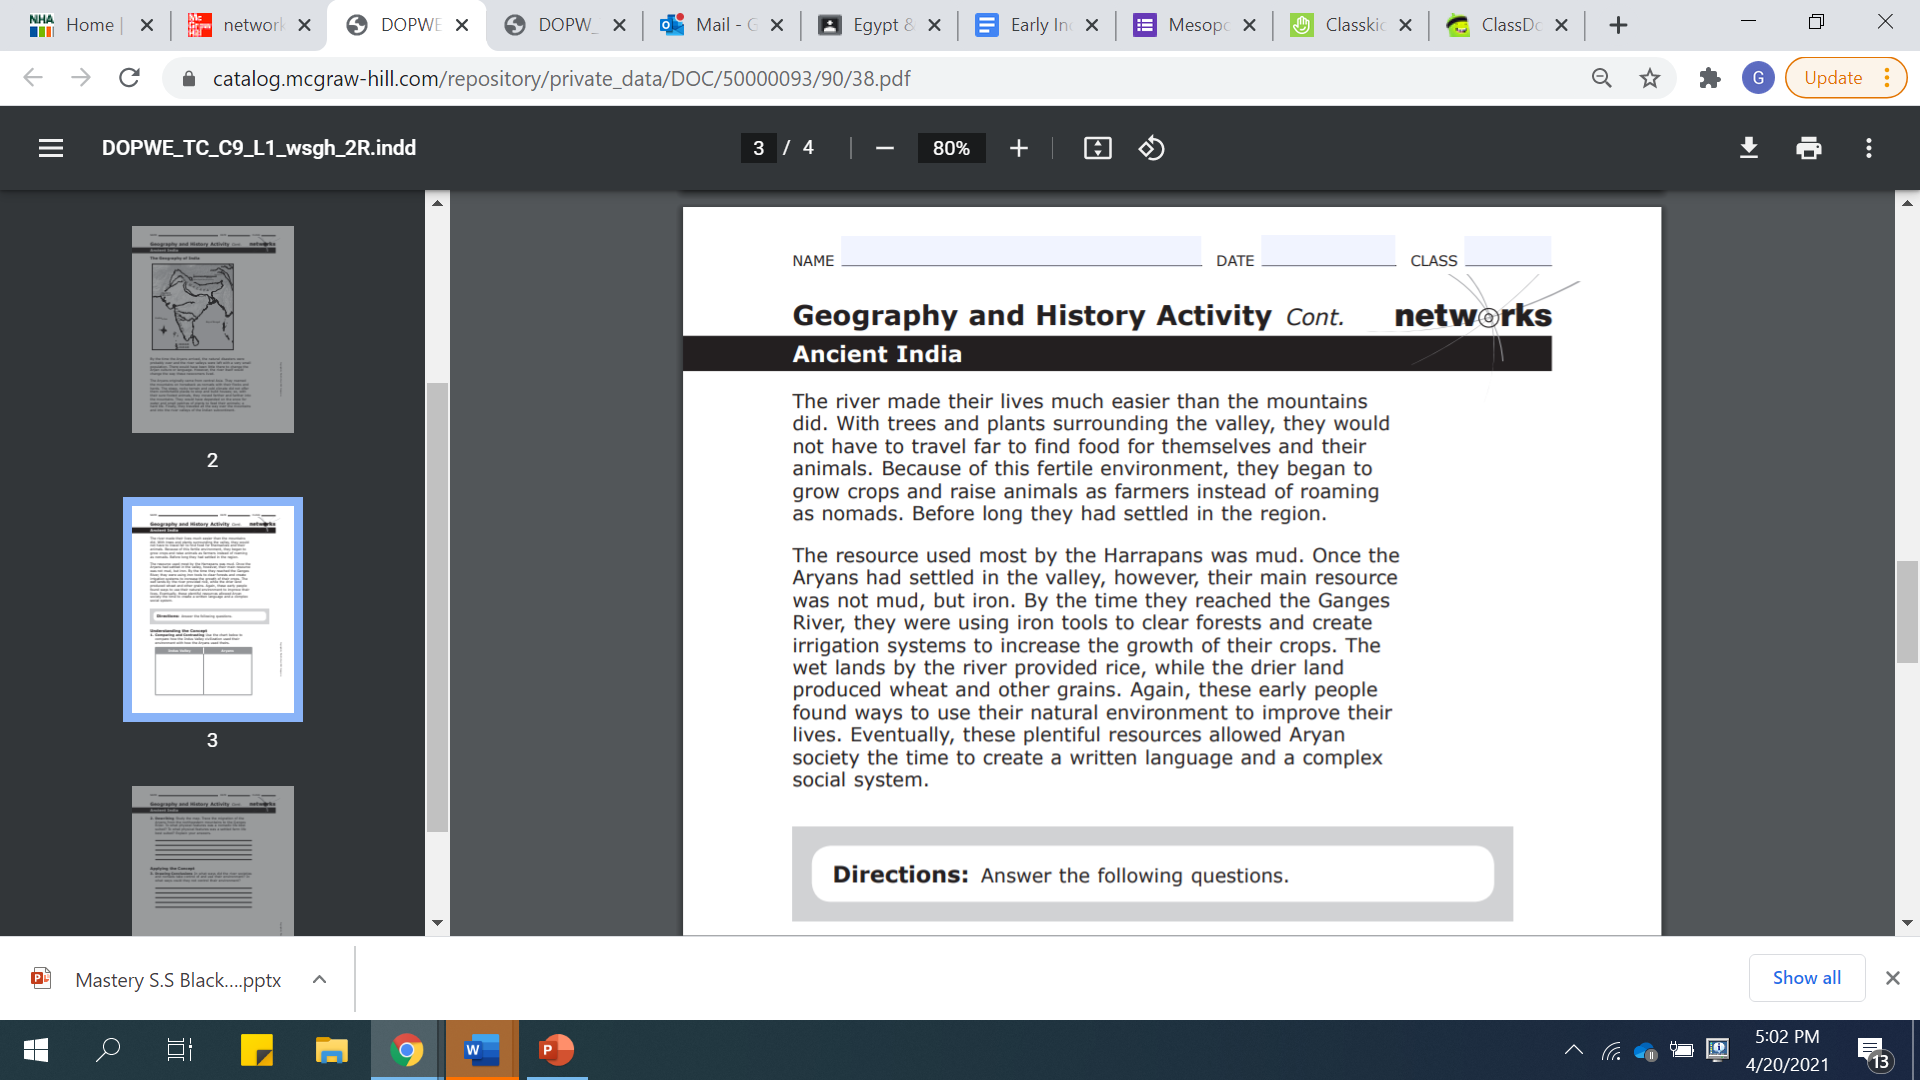 Home
networ
DOPWE
DOPW_
Mail - G
Egypt &
Early In
Mesop
Classkic
ClassDo
catalog.mcgraw-hill.com/repository/private_data/DOC/50000093/90/38.pdf
G
Update
DOPWE_TC_C9_L1_wsgh_2R.indd
3 / 4
80%
2
3
NAME DATE CLASS
Geography and History Activity Cont. networks
Ancient India
The river made their lives much easier than the mountains
did. With trees and plants surrounding the valley, they would
not have to travel far to find food for themselves and their
animals. Because of this fertile environment, they began to
grow crops and raise animals as farmers instead of roaming
as nomads. Before long they had settled in the region.
The resource used most by the Harrapans was mud. Once the
Aryans had settled in the valley, however, their main resource
was not mud, but iron. By the time they reached the Ganges
River, they were using iron tools to clear forests and create
irrigation systems to increase the growth of their crops. The
wet lands by the river provided rice, while the drier land
produced wheat and other grains. Again, these early people
found ways to use their natural environment to improve their
lives. Eventually, these plentiful resources allowed Aryan
society the time to create a written language and a complex
social system.
Directions: Answer the following questions.
Mastery S.S Black....pptx
Show all
5:02 PM
4/20/2021
13